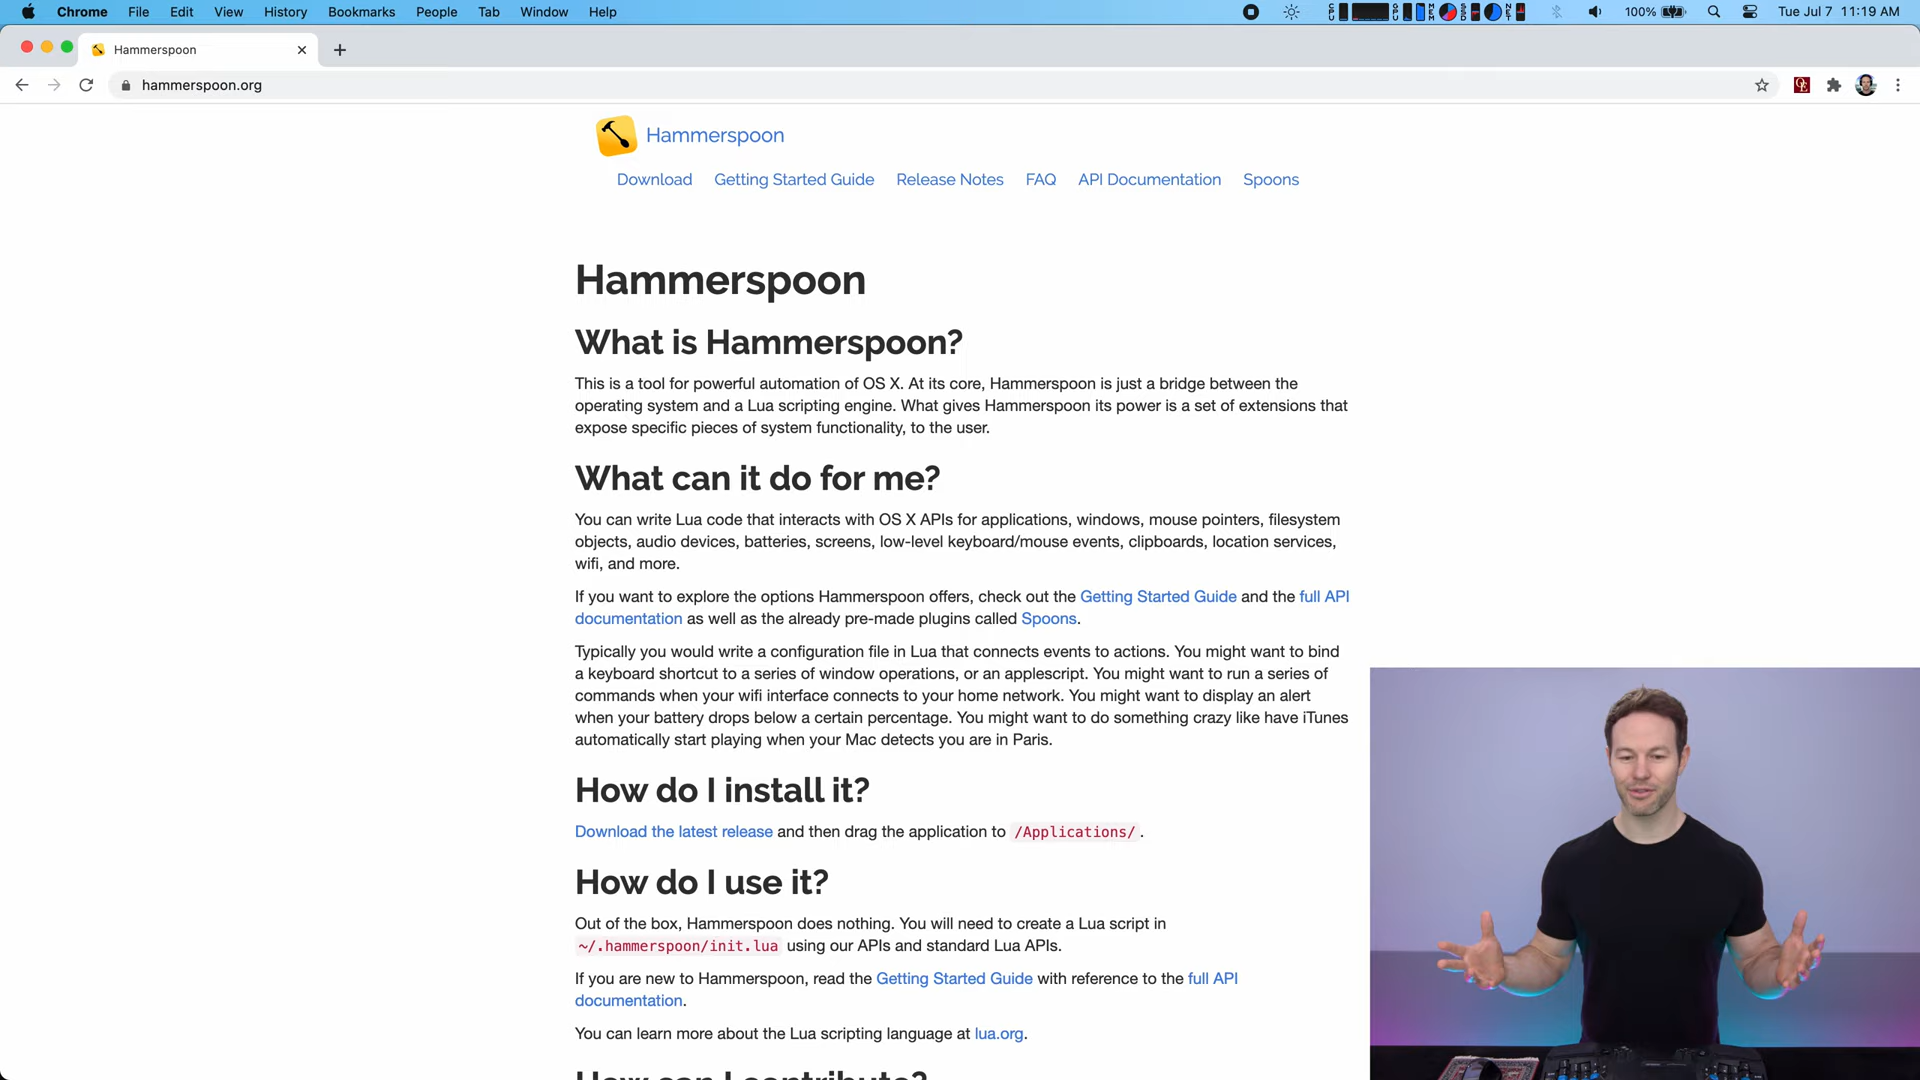 Chrome File Edit View History Bookmarks People Tab Window Help 100% Tue Jul 7 11:19 AM
Hammerspoon
hammerspoon.org
Hammerspoon
Download Getting Started Guide Release Notes FAQ API Documentation Spoons
Hammerspoon
What is Hammerspoon?
This is a tool for powerful automation of OS X. At its core, Hammerspoon is just a bridge between the
operating system and a Lua scripting engine. What gives Hammerspoon its power is a set of extensions that
expose specific pieces of system functionality, to the user.
What can it do for me?
You can write Lua code that interacts with OS X APIs for applications, windows, mouse pointers, filesystem
objects, audio devices, batteries, screens, low-level keyboard/mouse events, clipboards, location services,
wifi, and more.
If you want to explore the options Hammerspoon offers, check out the Getting Started Guide and the full API
documentation as well as the already pre-made plugins called Spoons.
Typically you would write a configuration file in Lua that connects events to actions. You might want to bind
a keyboard shortcut to a series of window operations, or an applescript. You might want to run a series of
commands when your wifi interface connects to your home network. You might want to display an alert
when your battery drops below a certain percentage. You might want to do something crazy like have iTunes
automatically start playing when your Mac detects you are in Paris.
How do I install it?
Download the latest release and then drag the application to /Applications/ .
How do I use it?
Out of the box, Hammerspoon does nothing. You will need to create a Lua script in
~/.hammerspoon/init.lua using our APIs and standard Lua APIs.
If you are new to Hammerspoon, read the Getting Started Guide with reference to the full API
documentation.
You can learn more about the Lua scripting language at lua.org.
How can I contribute?